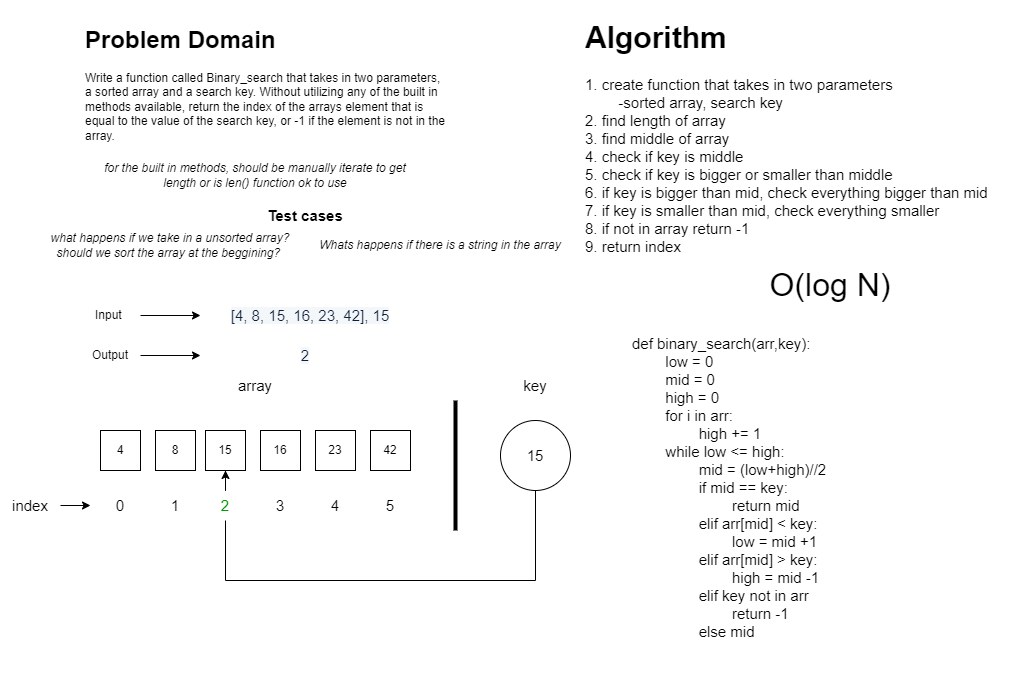 Problem Domain
Write a function called Binary_search that takes in two parameters,
a sorted array and a search key. Without utilizing any of the built in
methods available, return the index of the arrays element that is
equal to the value of the search key, or -1 if the element is not in the
array.
for the built in methods, should be manually iterate to get
length or is len() function ok to use
Test cases
what happens if we take in a unsorted array?
should we sort the array at the beggining?
Whats happens if there is a string in the array
Input
[4, 8, 15, 16, 23, 42], 15
Output
2
array
key
4 8 15 16 23 42
15
index
0 1 2 3 4 5
Algorithm
1. create function that takes in two parameters
-sorted array, search key
2. find length of array
3. find middle of array
4. check if key is middle
5. check if key is bigger or smaller than middle
6. if key is bigger than mid, check everything bigger than mid
7. if key is smaller than mid, check everything smaller
8. if not in array return -1
9. return index
O(log N)
def binary_search(arr,key):
low = 0
mid = 0
high = 0
for i in arr:
high += 1
while low <= high:
mid = (low+high)//2
if mid == key:
return mid
elif arr[mid] < key:
low = mid +1
elif arr[mid] > key:
high = mid -1
elif key not in arr
return -1
else mid